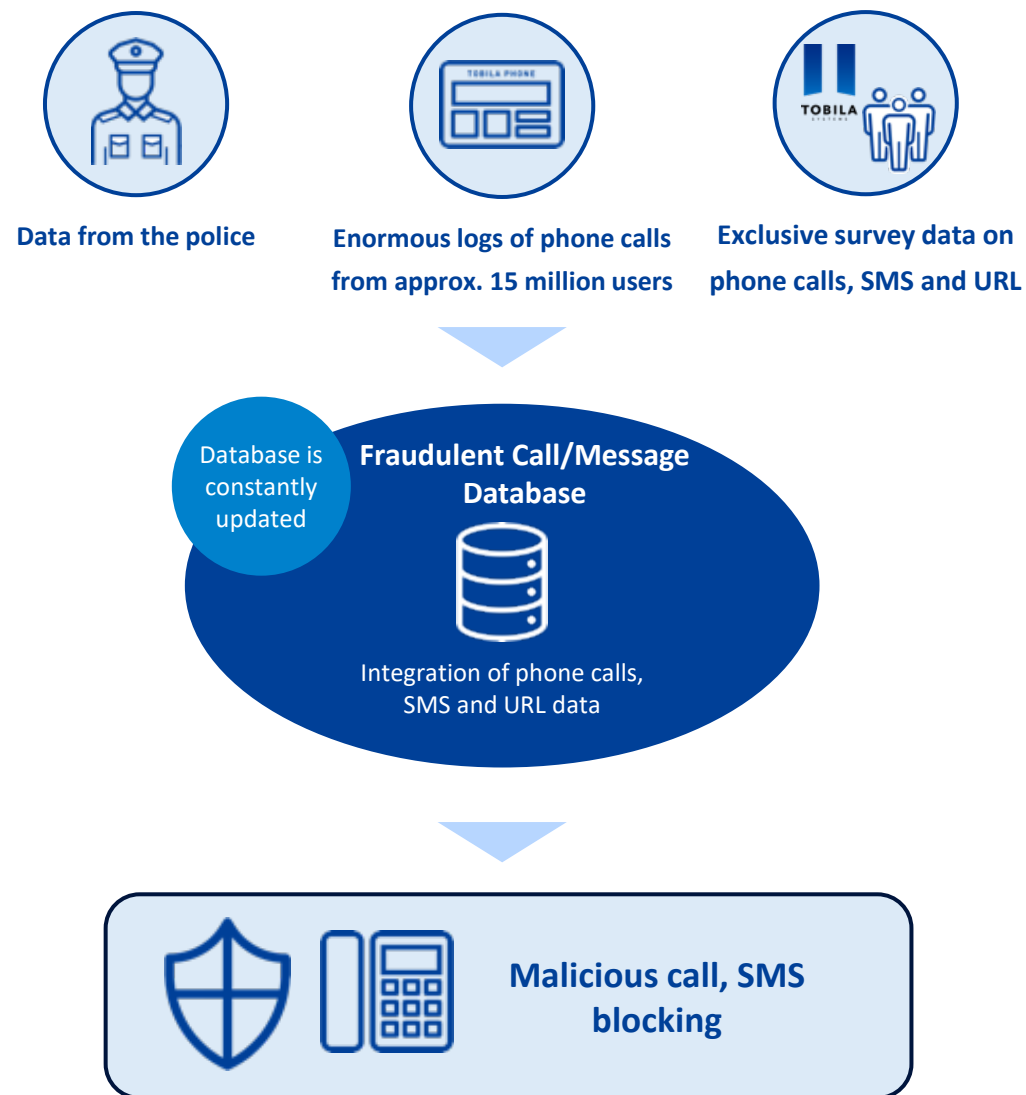 TOBILA PHONE
TOBILA
SYSTEMS
Data from the police
Enormous logs of phone calls
from approx. 15 million users
Exclusive survey data on
phone calls, SMS and URL
Database is
constantly
updated
Fraudulent Call/Message
Database
Integration of phone calls,
SMS and URL data
Malicious call, SMS
blocking